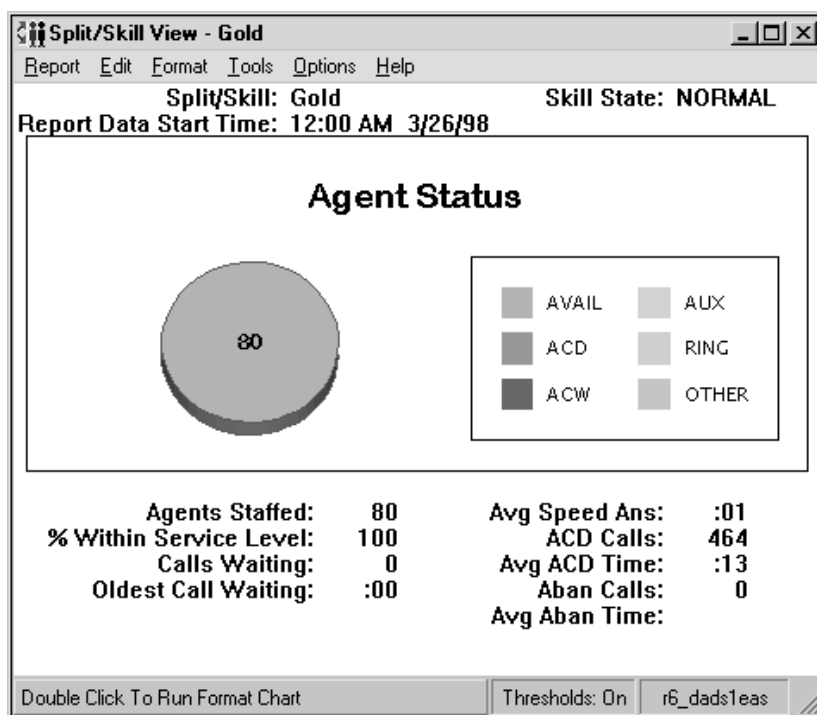 Split/Skill View - Gold
Report Edit Format Tools Options Help
Split/Skill: Gold Skill State: NORMAL
Report Data Start Time: 12:00 AM 3/26/98
Agent Status
80
AVAIL AUX
ACD RING
ACW OTHER
Agents Staffed: 80 Avg Speed Ans: :01
% Within Service Level: 100 ACD Calls: 464
Calls Waiting: 0 Avg ACD Time: :13
Oldest Call Waiting: :00 Aban Calls: 0
Avg Aban Time:
Double Click To Run Format Chart Thresholds: On r6_dads1eas